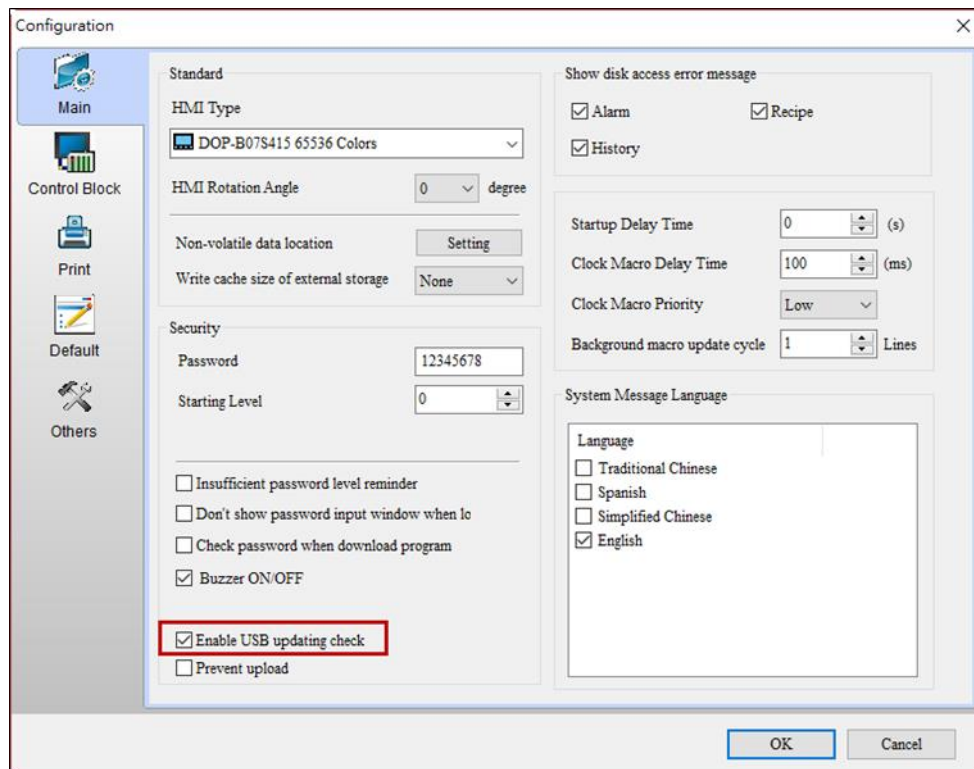 Configuration
Main
Control Block
Print
Default
Others
Standard
HMI Type
DOP-B07S415 65536 Colors
HMI Rotation Angle 0 degree
Non-volatile data location Setting
Write cache size of external storage None
Security
Password 12345678
Starting Level 0
Insufficient password level reminder
Don't show password input window when lo
Check password when download program
Buzzer ON/OFF
Enable USB updating check
Prevent upload
Show disk access error message
Alarm Recipe
History
Startup Delay Time 0 (s)
Clock Macro Delay Time 100 (ms)
Clock Macro Priority Low
Background macro update cycle 1 Lines
System Message Language
Language
Traditional Chinese
Spanish
Simplified Chinese
English
OK Cancel